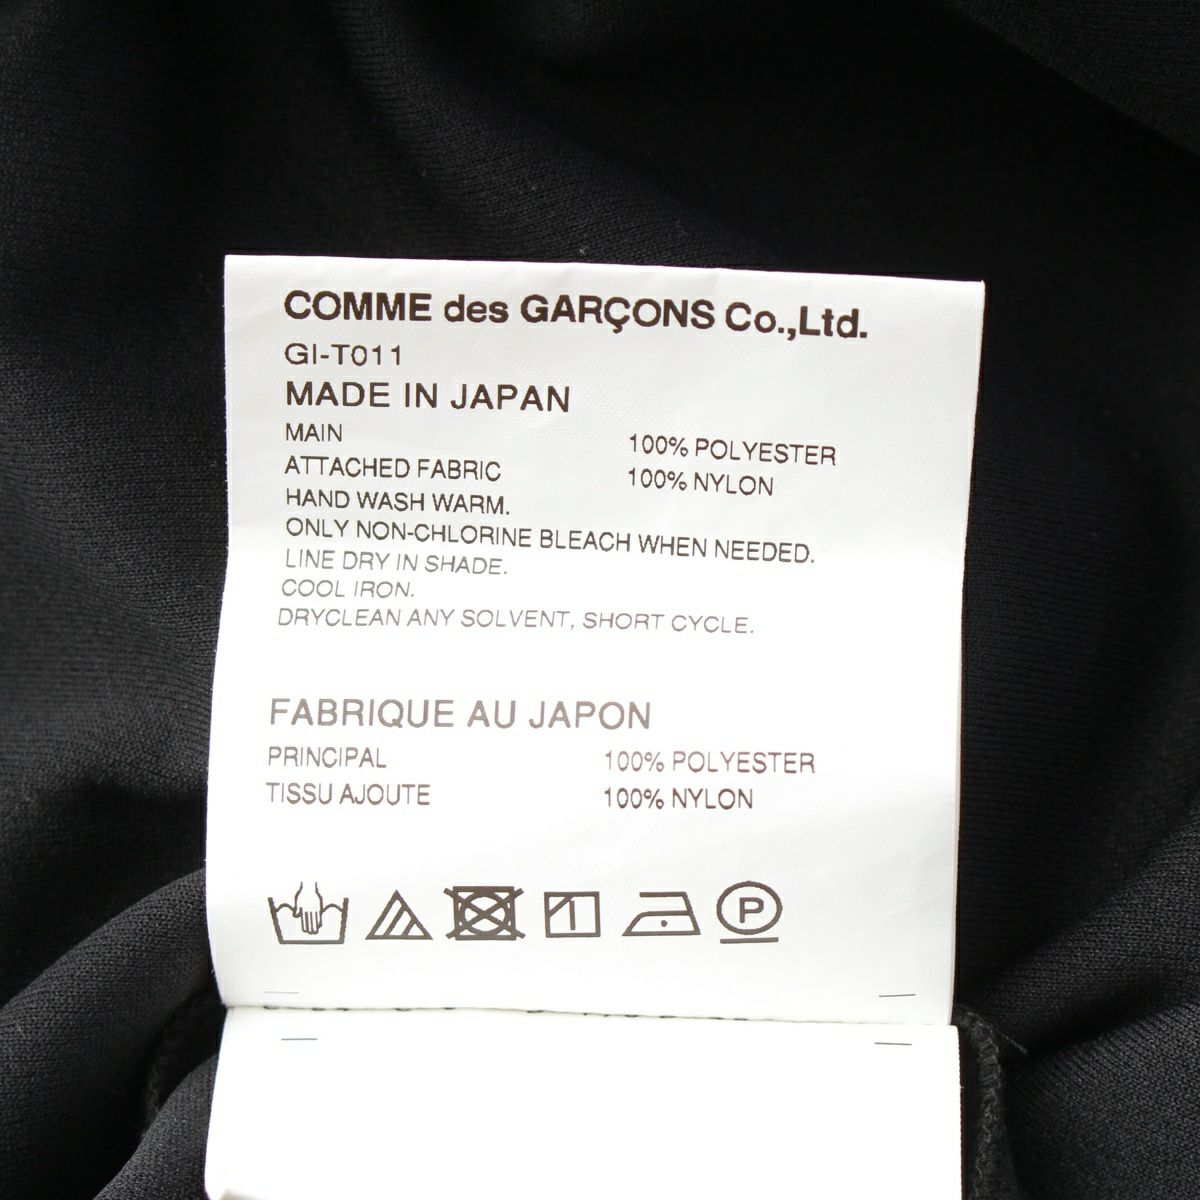 COMME des GARÇONS Co.,Ltd.
GI-T011
MADE IN JAPAN
MAIN 100% POLYESTER
ATTACHED FABRIC 100% NYLON
HAND WASH WARM.
ONLY NON-CHLORINE BLEACH WHEN NEEDED.
LINE DRY IN SHADE.
COOL IRON.
DRYCLEAN ANY SOLVENT, SHORT CYCLE.
FABRIQUE AU JAPON
PRINCIPAL 100% POLYESTER
TISSU AJOUTE 100% NYLON
P